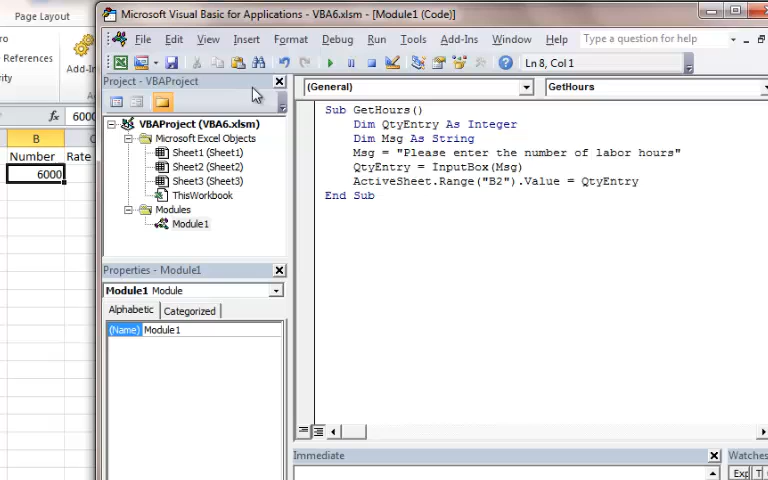 Page Layout
Microsoft Visual Basic for Applications - VBA6.xlsm - [Module1 (Code)]
File Edit View Insert Format Debug Run Tools Add-Ins Window Help Type a question for help
Ln 8, Col 1
References
Add-In
Project - VBAProject
(General) GetHours
fx 6000
B
Number Rate
6000
VBAProject (VBA6.xlsm)
Microsoft Excel Objects
Sheet1 (Sheet1)
Sheet2 (Sheet2)
Sheet3 (Sheet3)
ThisWorkbook
Modules
Module1
Sub GetHours()
Dim QtyEntry As Integer
Dim Msg As String
Msg = "Please enter the number of labor hours"
QtyEntry = InputBox(Msg)
ActiveSheet.Range("B2").Value = QtyEntry
End Sub
Properties - Module1
Module1 Module
Alphabetic Categorized
(Name) Module1
Immediate
Watches
Exp